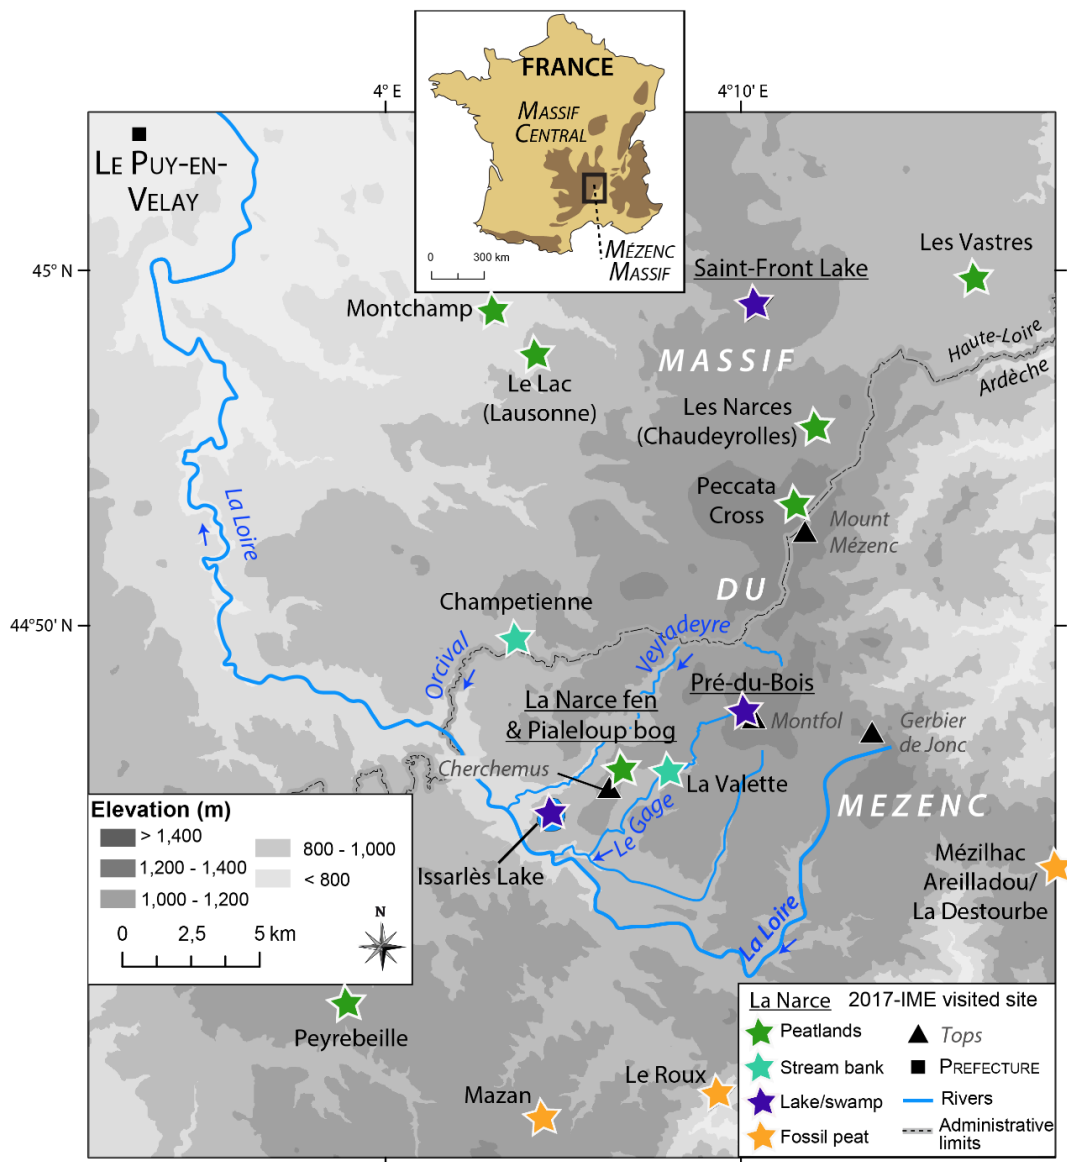 FRANCE
MASSIF
CENTRAL
0 300 km
MÉZENC
MASSIF
4° E
4°10' E
LE PUY-EN-
VELAY
45° N
44°50' N
Les Vastres
Saint-Front Lake
Montchamp
Haute-Loire
Ardèche
MASSIF
Le Lac
(Lausonne)
Les Narces
(Chaudeyrolles)
Peccata
Cross
Mount
Mézenc
La Loire
DU
Champetienne
Orcival
Veyradeyre
La Narce fen
& Pialeloup bog
Pré-du-Bois
Montfol
Gerbier
de Jonc
Cherchemus
La Valette
MEZENC
Le Gage
Issarlès Lake
Mézilhac
Areilladou/
La Destourbe
La Loire
Elevation (m)
> 1,400
1,200 - 1,400
1,000 - 1,200
800 - 1,000
< 800
0 2,5 5 km
N
Peyrebeille
Mazan
Le Roux
La Narce 2017-IME visited site
Peatlands
Stream bank
Lake/swamp
Fossil peat
Tops
PREFECTURE
Rivers
Administrative
limits